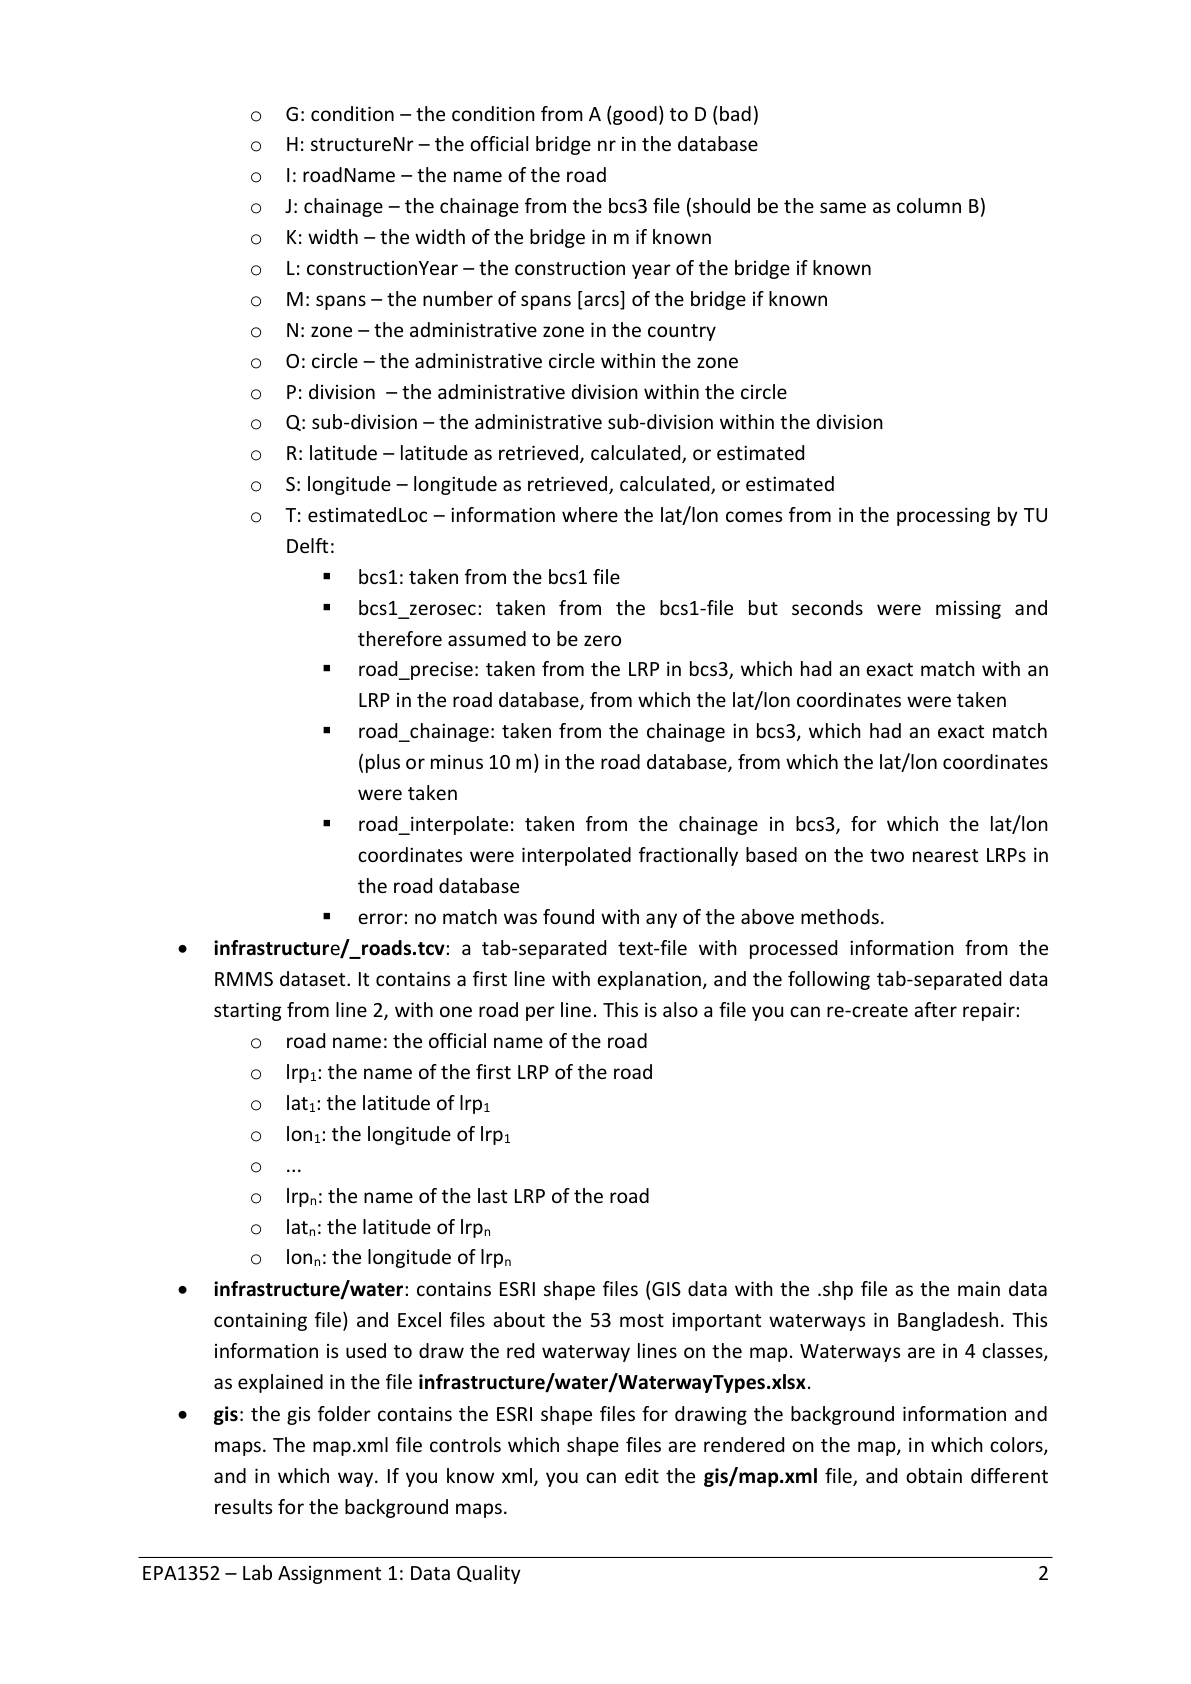 o G: condition – the condition from A (good) to D (bad)
o H: structureNr – the official bridge nr in the database
o I: roadName – the name of the road
o J: chainage – the chainage from the bcs3 file (should be the same as column B)
o K: width – the width of the bridge in m if known
o L: constructionYear – the construction year of the bridge if known
o M: spans – the number of spans [arcs] of the bridge if known
o N: zone – the administrative zone in the country
o O: circle – the administrative circle within the zone
o P: division – the administrative division within the circle
o Q: sub-division – the administrative sub-division within the division
o R: latitude – latitude as retrieved, calculated, or estimated
o S: longitude – longitude as retrieved, calculated, or estimated
o T: estimatedLoc – information where the lat/lon comes from in the processing by TU
Delft:
▪ bcs1: taken from the bcs1 file
▪ bcs1_zerosec: taken from the bcs1-file but seconds were missing and
therefore assumed to be zero
▪ road_precise: taken from the LRP in bcs3, which had an exact match with an
LRP in the road database, from which the lat/lon coordinates were taken
▪ road_chainage: taken from the chainage in bcs3, which had an exact match
(plus or minus 10 m) in the road database, from which the lat/lon coordinates
were taken
▪ road_interpolate: taken from the chainage in bcs3, for which the lat/lon
coordinates were interpolated fractionally based on the two nearest LRPs in
the road database
▪ error: no match was found with any of the above methods.
• infrastructure/_roads.tcv: a tab-separated text-file with processed information from the
RMMS dataset. It contains a first line with explanation, and the following tab-separated data
starting from line 2, with one road per line. This is also a file you can re-create after repair:
o road name: the official name of the road
o lrp₁: the name of the first LRP of the road
o lat₁: the latitude of lrp₁
o lon₁: the longitude of lrp₁
o ...
o lrpₙ: the name of the last LRP of the road
o latₙ: the latitude of lrpₙ
o lonₙ: the longitude of lrpₙ
• infrastructure/water: contains ESRI shape files (GIS data with the .shp file as the main data
containing file) and Excel files about the 53 most important waterways in Bangladesh. This
information is used to draw the red waterway lines on the map. Waterways are in 4 classes,
as explained in the file infrastructure/water/WaterwayTypes.xlsx.
• gis: the gis folder contains the ESRI shape files for drawing the background information and
maps. The map.xml file controls which shape files are rendered on the map, in which colors,
and in which way. If you know xml, you can edit the gis/map.xml file, and obtain different
results for the background maps.
EPA1352 – Lab Assignment 1: Data Quality 2